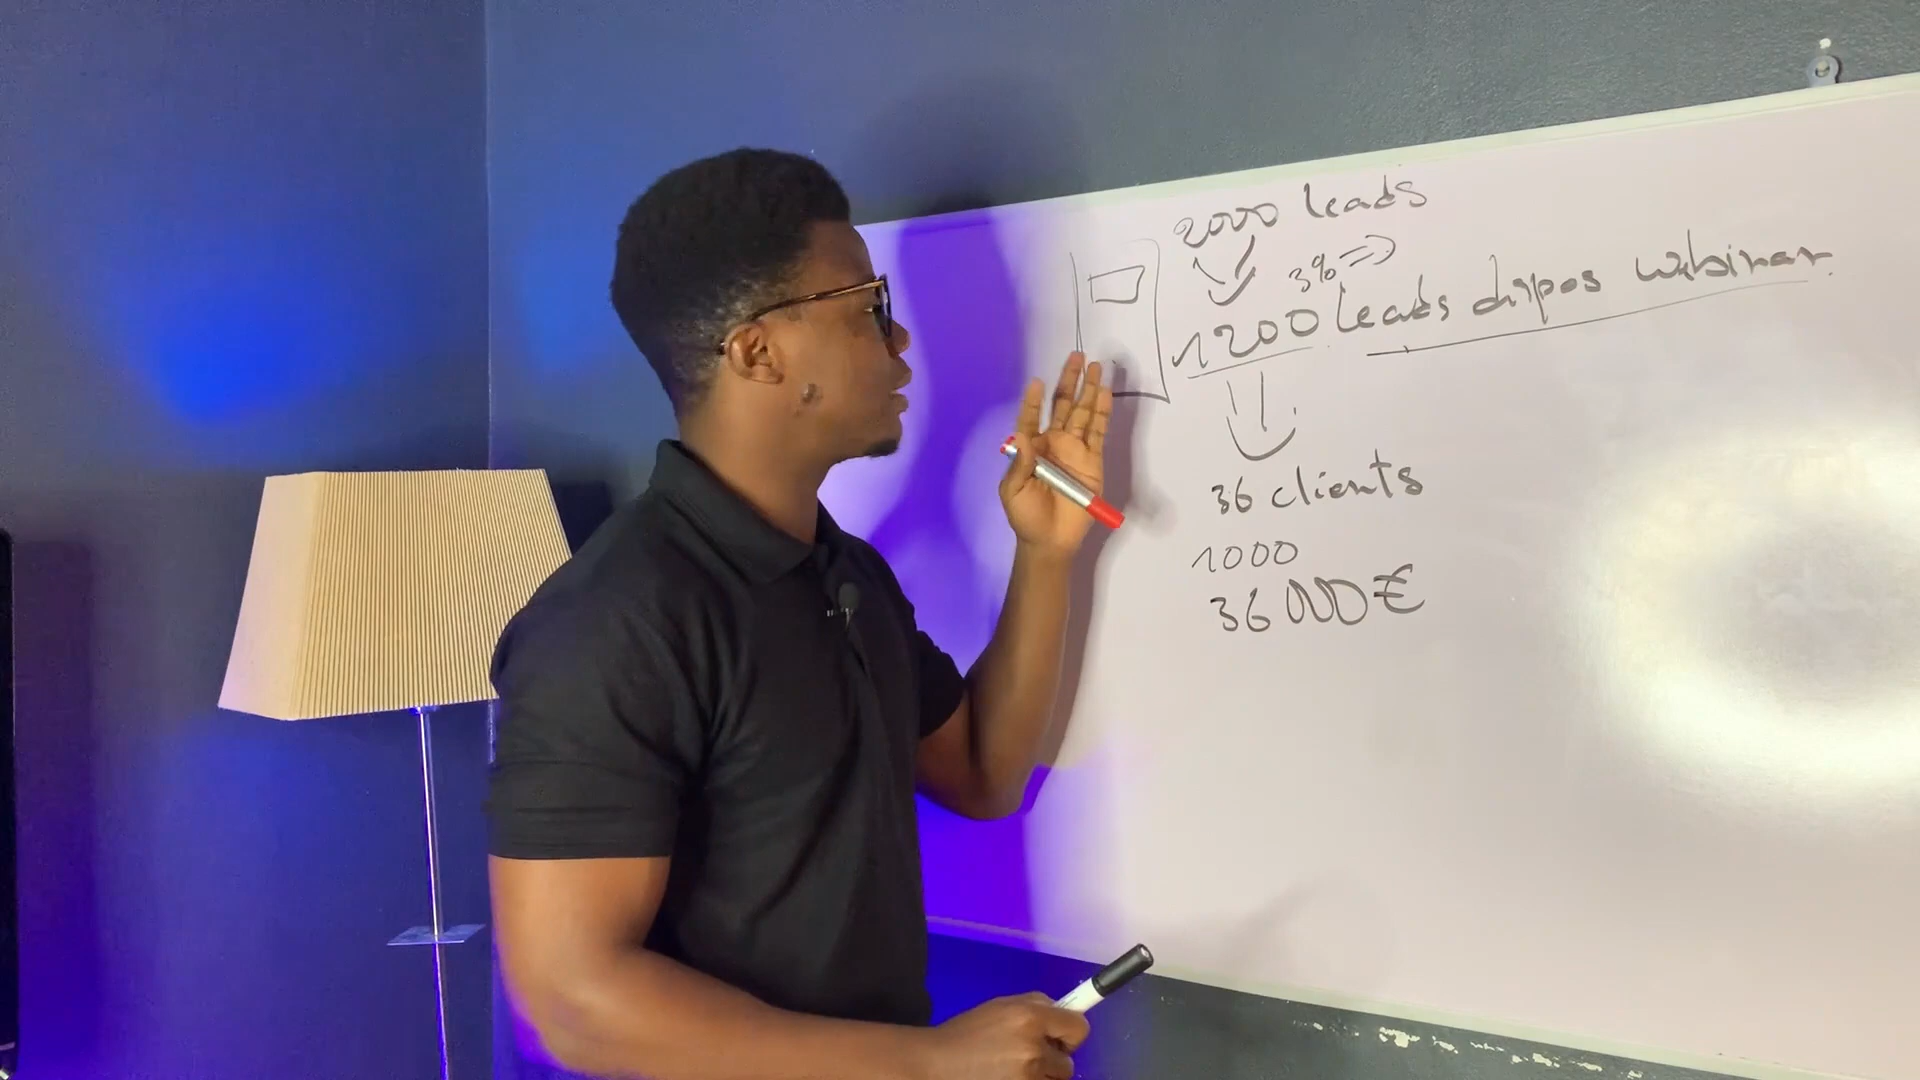 2000 leads
3% =>
1200 leads dispos webinar
36 clients
1000
36 000 €